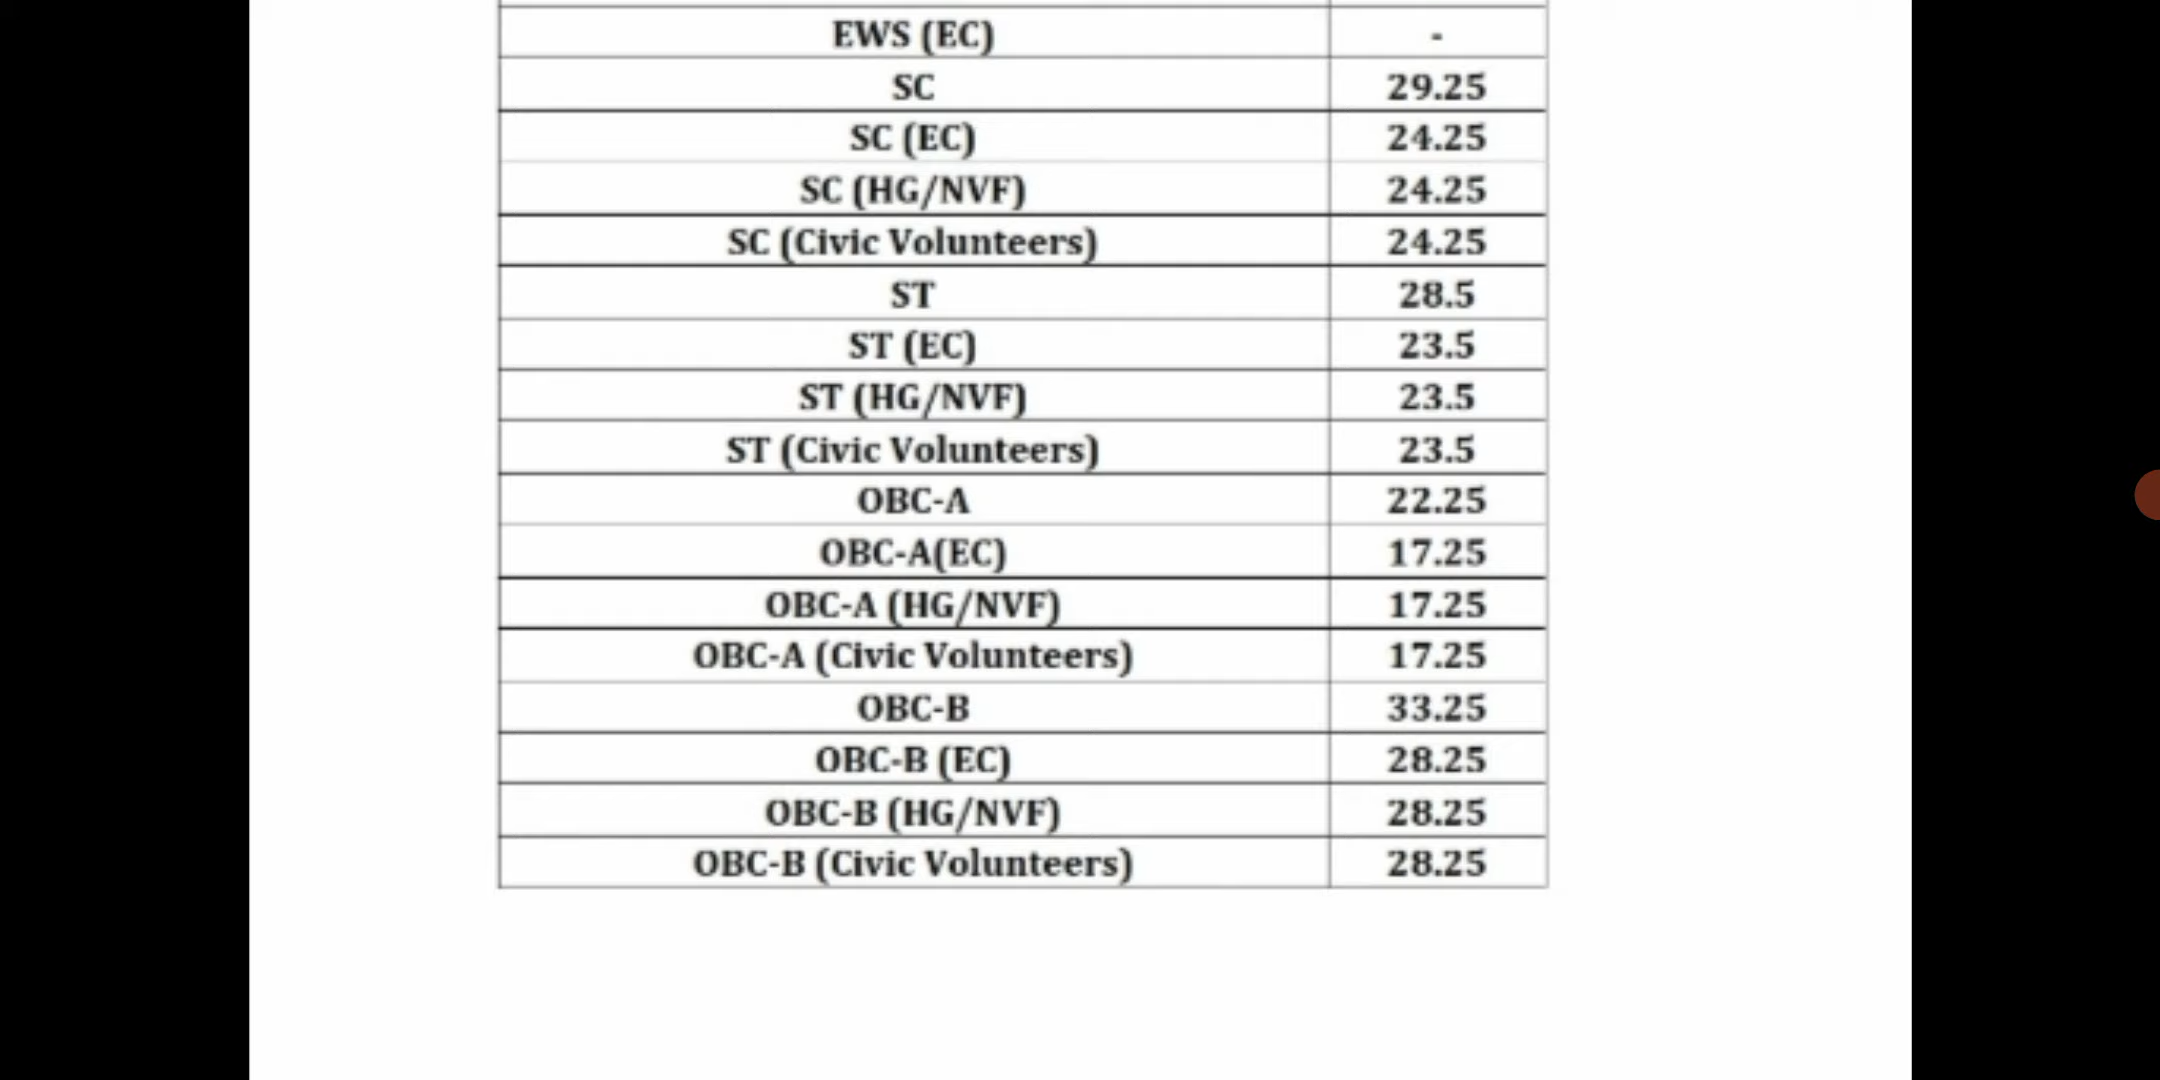 EWS (EC) -
SC 29.25
SC (EC) 24.25
SC (HG/NVF) 24.25
SC (Civic Volunteers) 24.25
ST 28.5
ST (EC) 23.5
ST (HG/NVF) 23.5
ST (Civic Volunteers) 23.5
OBC-A 22.25
OBC-A(EC) 17.25
OBC-A (HG/NVF) 17.25
OBC-A (Civic Volunteers) 17.25
OBC-B 33.25
OBC-B (EC) 28.25
OBC-B (HG/NVF) 28.25
OBC-B (Civic Volunteers) 28.25